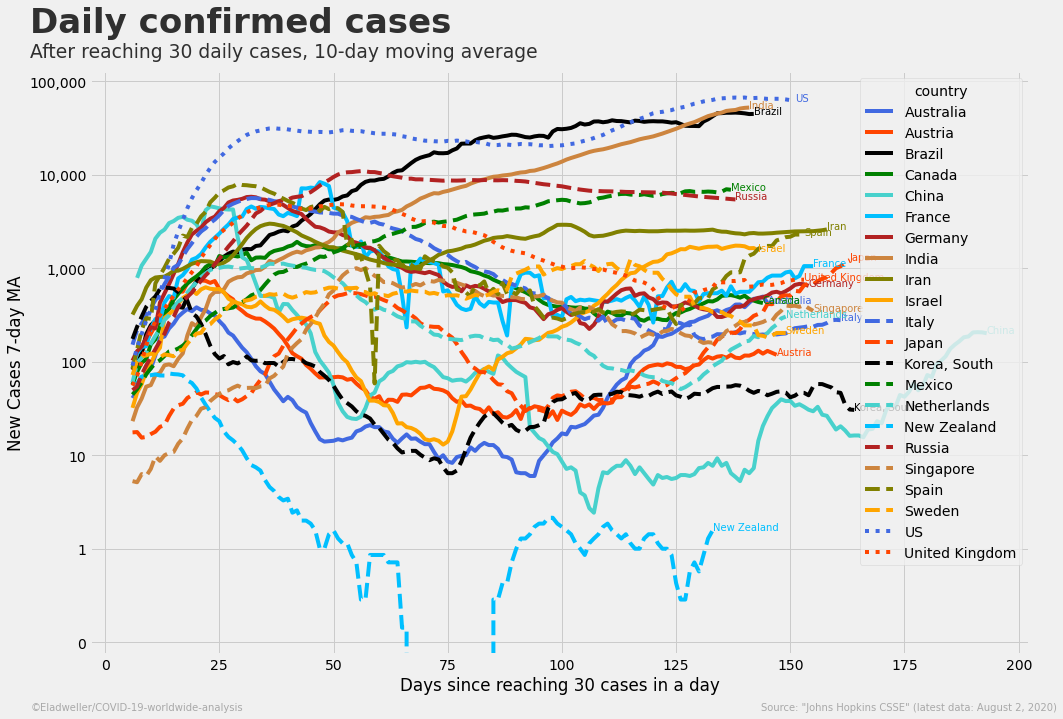 Daily confirmed cases
After reaching 30 daily cases, 10-day moving average
New Cases 7-day MA
100,000
10,000
1,000
100
10
1
0
0
25
50
75
100
125
150
175
200
Days since reaching 30 cases in a day
US
India
Brazil
Mexico
Russia
Iran
Spain
Israel
France
United Kingdom
Germany
Canada
Singapore
Netherlands
Italy
Sweden
Austria
China
New Zealand
country
Australia
Austria
Brazil
Canada
China
France
Germany
India
Iran
Israel
Italy
Japan
Korea, South
Mexico
Netherlands
New Zealand
Russia
Singapore
Spain
Sweden
US
United Kingdom
©Eladweller/COVID-19-worldwide-analysis
Source: "Johns Hopkins CSSE" (latest data: August 2, 2020)